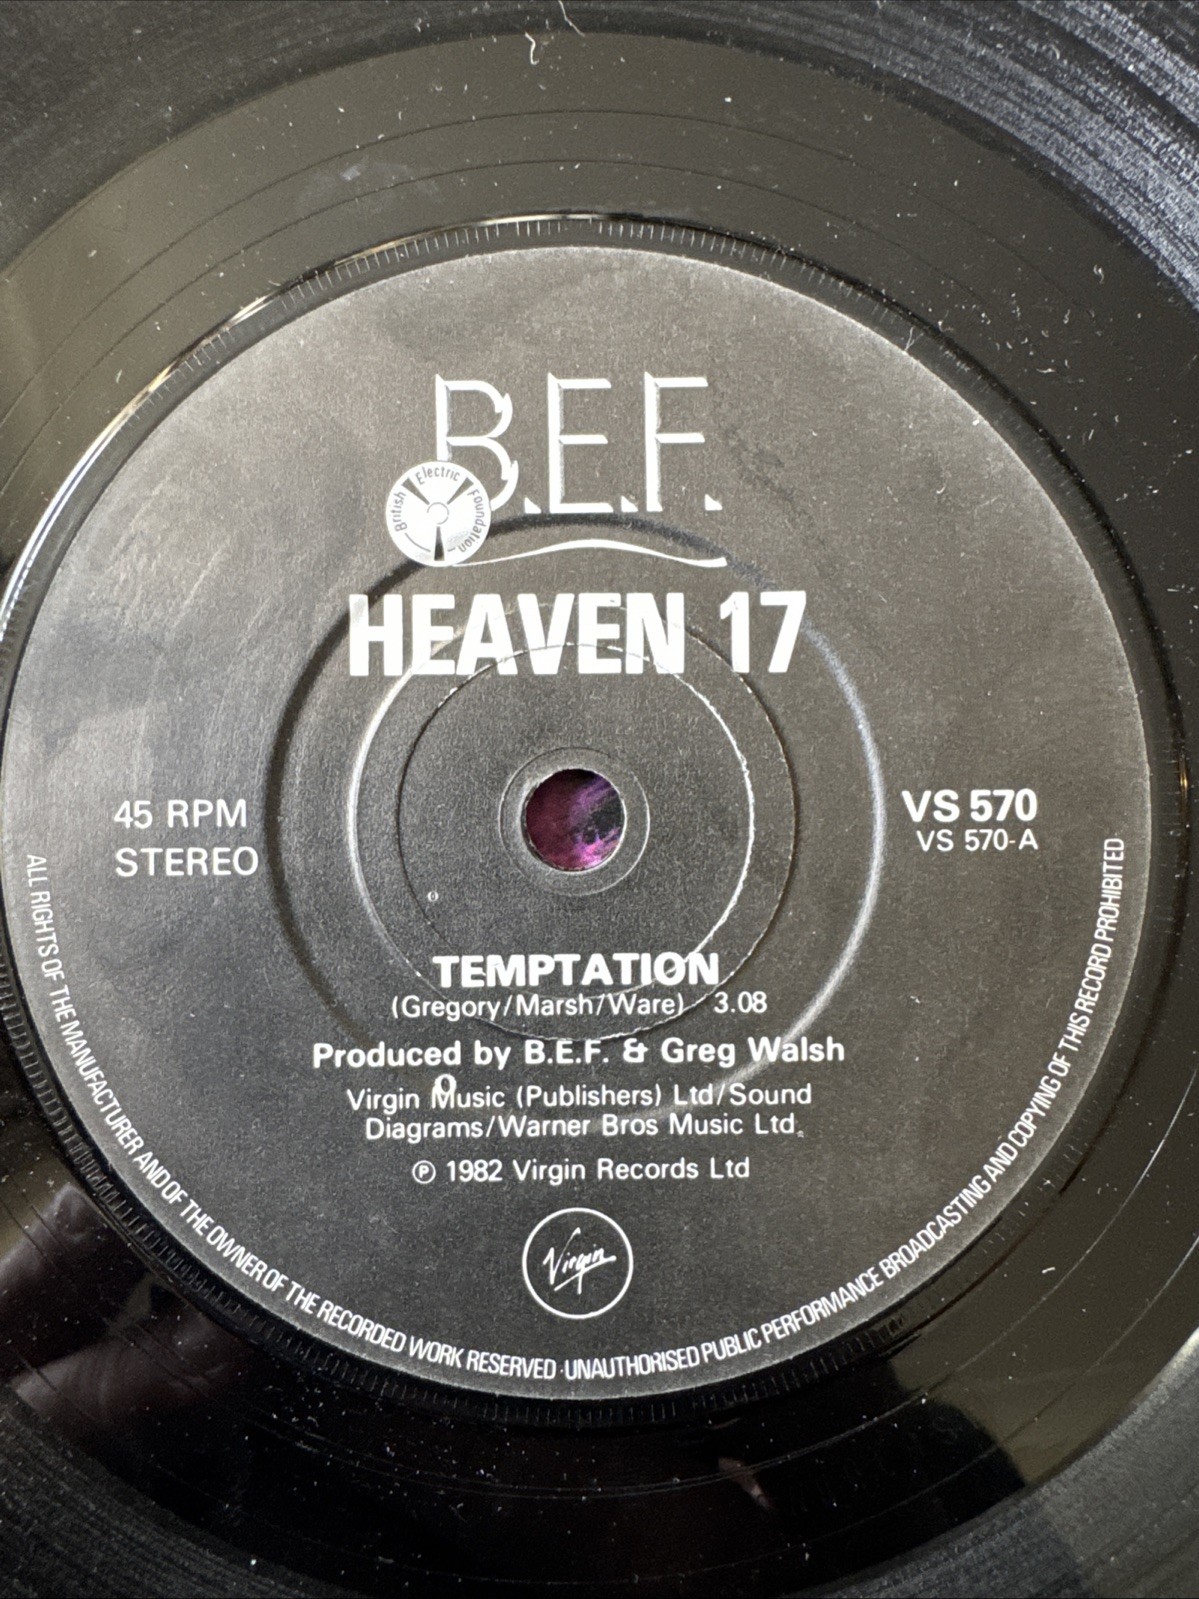 B.E.F.
British Electric Foundation
HEAVEN 17
45 RPM
STEREO
VS 570
VS 570-A
TEMPTATION
(Gregory/Marsh/Ware) 3.08
Produced by B.E.F. & Greg Walsh
Virgin Music (Publishers) Ltd/Sound
Diagrams/Warner Bros Music Ltd.
℗ 1982 Virgin Records Ltd
Virgin
ALL RIGHTS OF THE MANUFACTURER AND OF THE OWNER OF THE RECORDED WORK RESERVED · UNAUTHORISED PUBLIC PERFORMANCE BROADCASTING AND COPYING OF THIS RECORD PROHIBITED